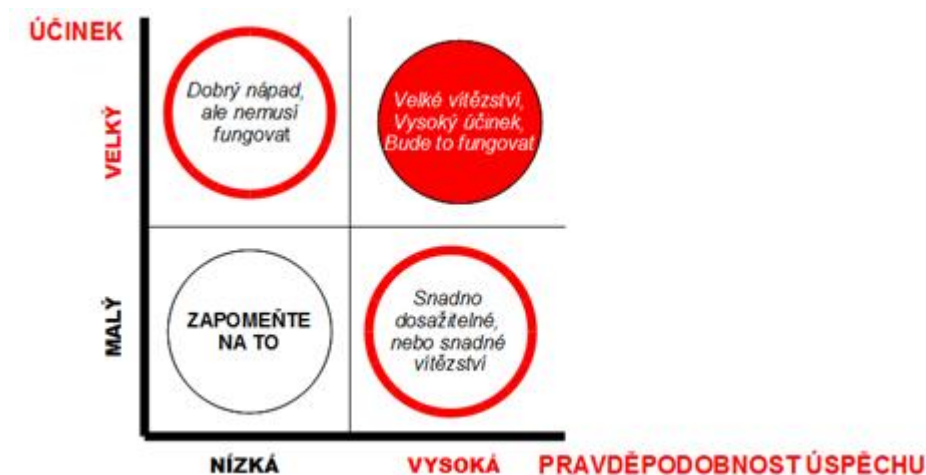 ÚČINEK
VELKÝ
Dobrý nápad,
ale nemusí
fungovat
Velké vítězství,
Vysoký účinek,
Bude to fungovat
MALÝ
ZAPOMEŇTE
NA TO
Snadno
dosažitelné,
nebo snadné
vítězství
NÍZKÁ
VYSOKÁ
PRAVDĚPODOBNOST ÚSPĚCHU